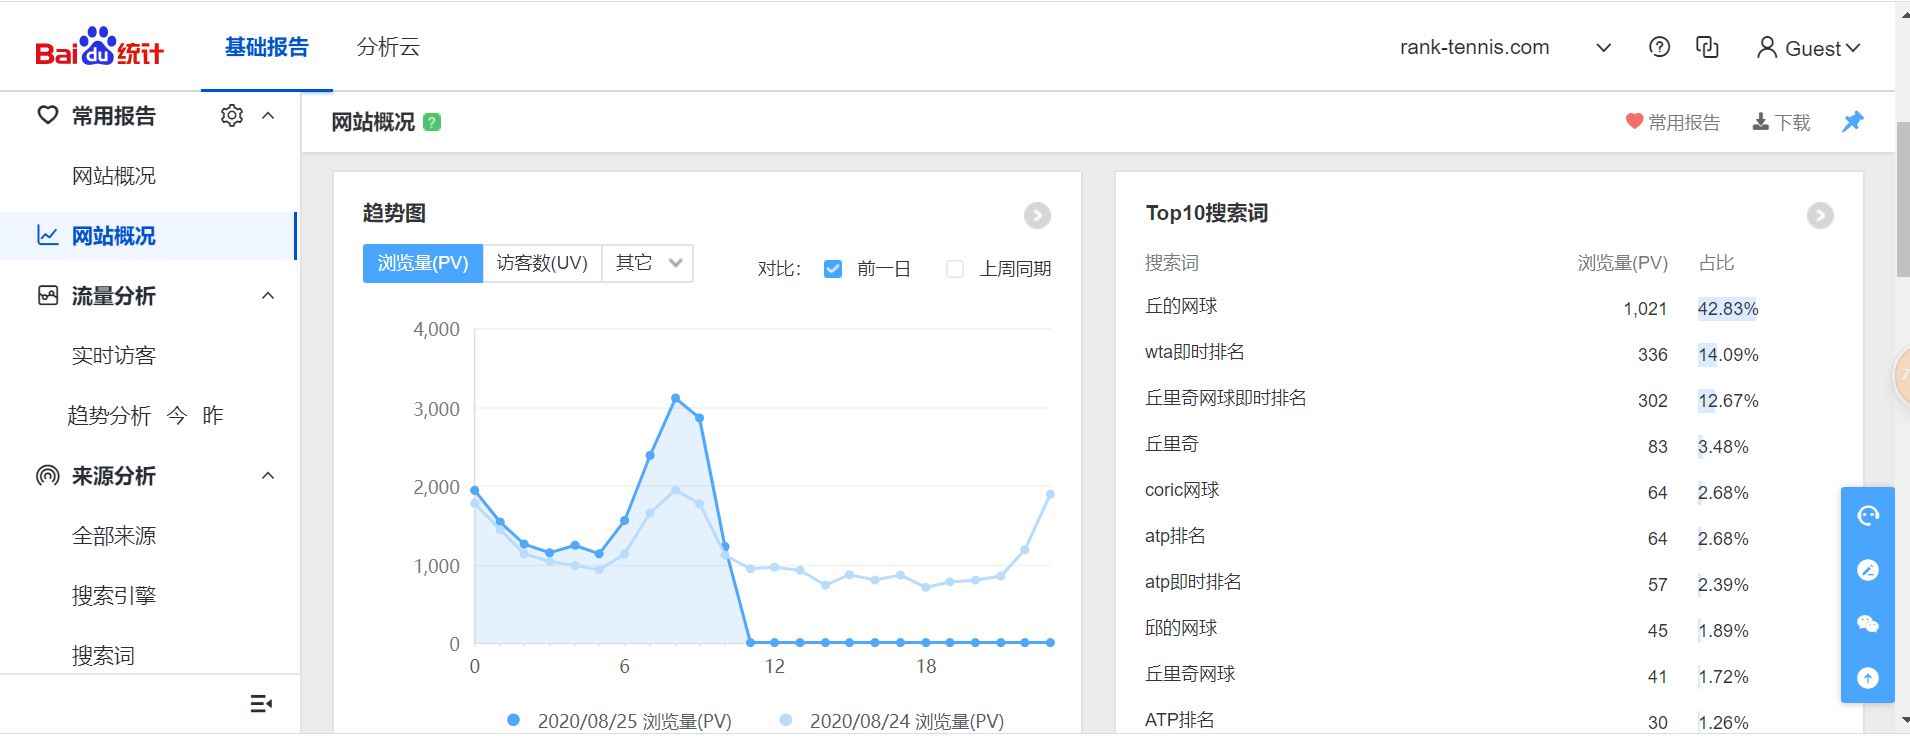 Baidu统计
基础报告
分析云
rank-tennis.com
Guest
常用报告
网站概况
网站概况
流量分析
实时访客
趋势分析 今 昨
来源分析
全部来源
搜索引擎
搜索词
网站概况 ?
常用报告
下载
趋势图
浏览量(PV) 访客数(UV) 其它
对比: 前一日 上周同期
4,000
3,000
2,000
1,000
0
0 6 12 18
2020/08/25 浏览量(PV) 2020/08/24 浏览量(PV)
Top10搜索词
搜索词 浏览量(PV) 占比
丘的网球 1,021 42.83%
wta即时排名 336 14.09%
丘里奇网球即时排名 302 12.67%
丘里奇 83 3.48%
coric网球 64 2.68%
atp排名 64 2.68%
atp即时排名 57 2.39%
邱的网球 45 1.89%
丘里奇网球 41 1.72%
ATP排名 30 1.26%